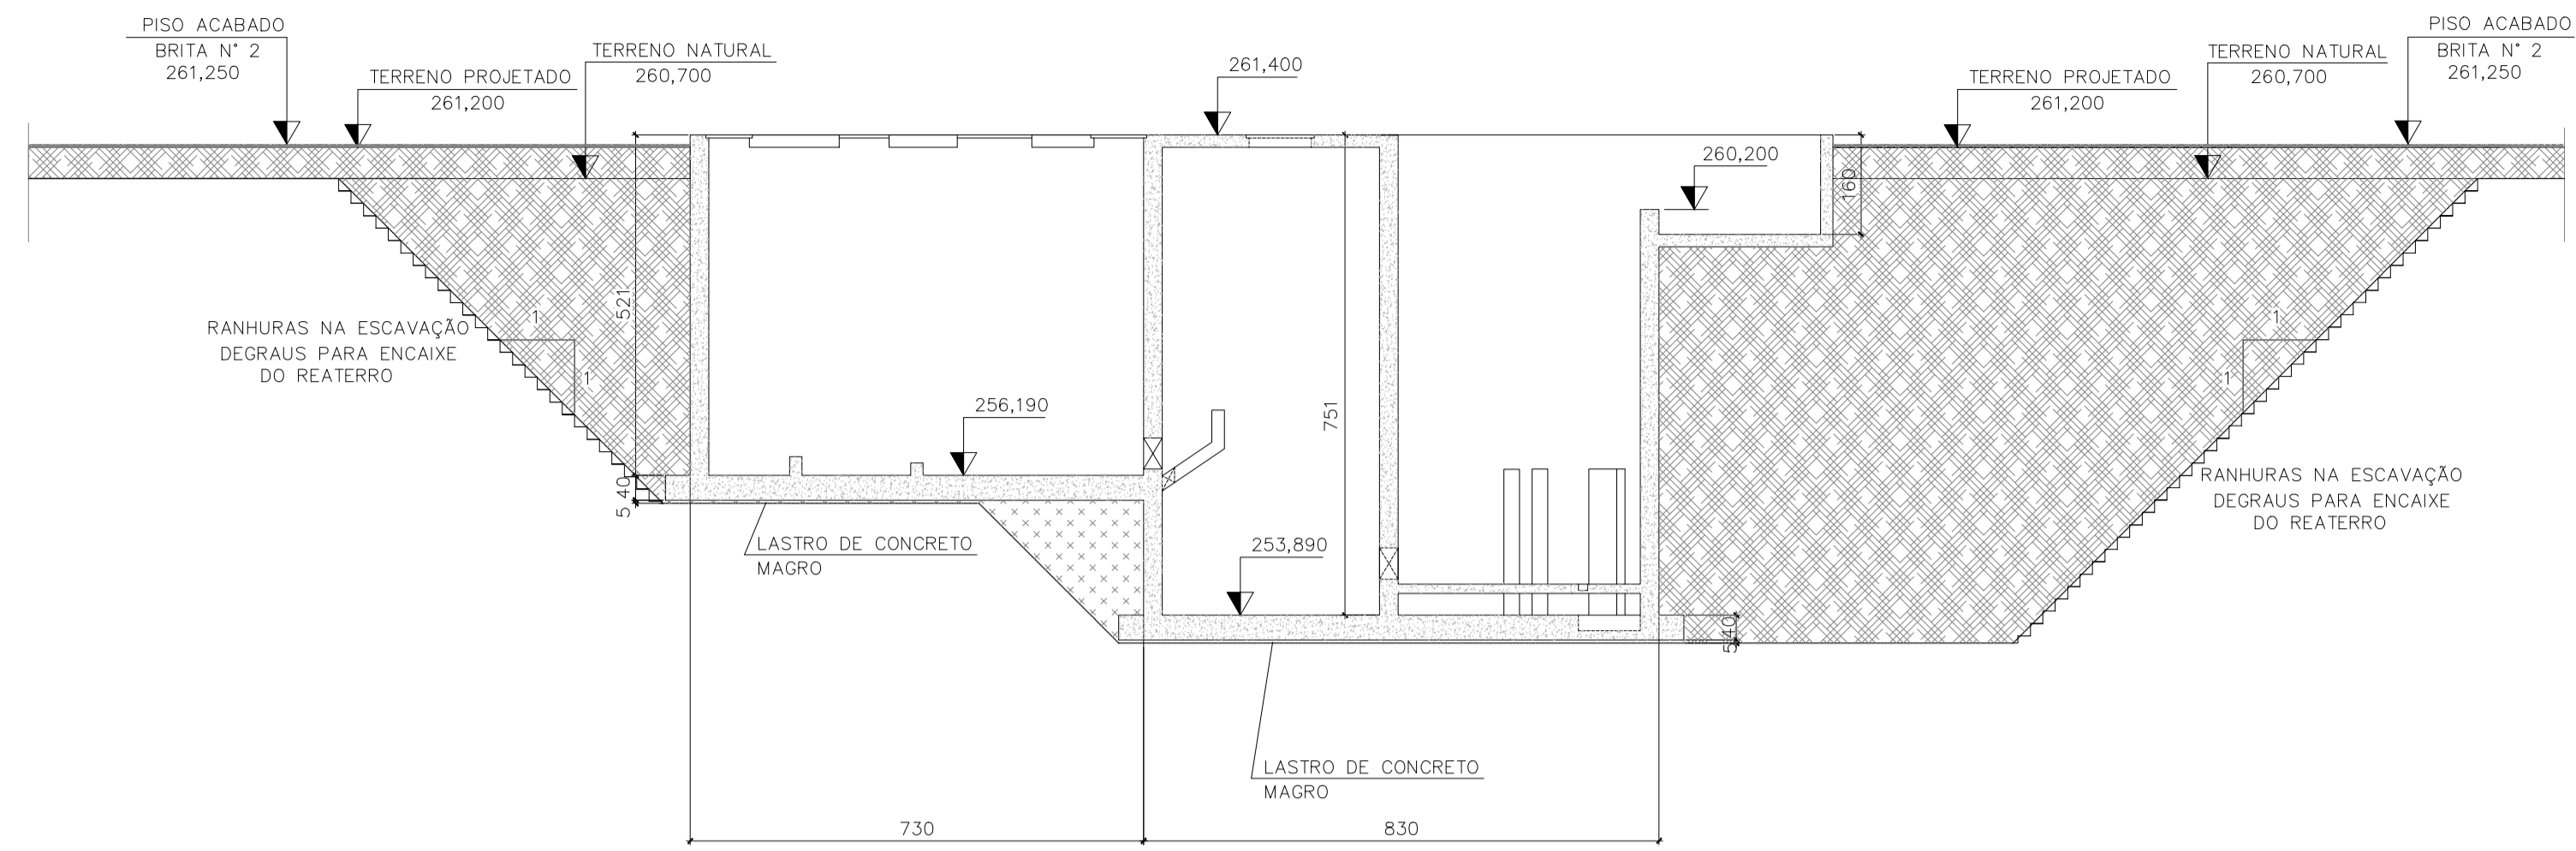 PISO ACABADO
BRITA N° 2
261,250
TERRENO PROJETADO
261,200
TERRENO NATURAL
260,700
261,400
260,200
TERRENO PROJETADO
261,200
TERRENO NATURAL
260,700
PISO ACABADO
BRITA N° 2
261,250
160
521
RANHURAS NA ESCAVAÇÃO
DEGRAUS PARA ENCAIXE
DO REATERRO
1
1
256,190
751
1
1
RANHURAS NA ESCAVAÇÃO
DEGRAUS PARA ENCAIXE
DO REATERRO
40
5
LASTRO DE CONCRETO
MAGRO
253,890
40
5
LASTRO DE CONCRETO
MAGRO
730
830